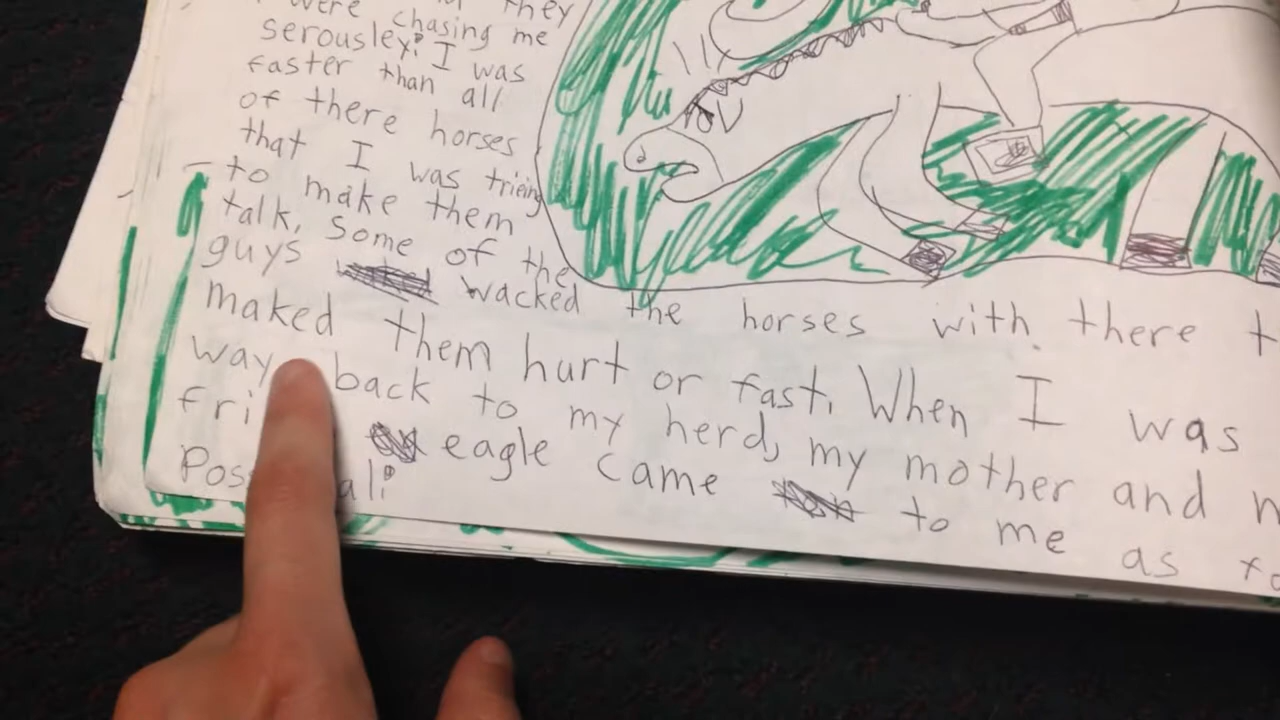 were chasing me
serousley? I was
faster than all
of there horses
that I was trieing
to make them
talk, Some of the
guys wacked the horses with there
maked them hurt or fast, When I was
way back to my herd, my mother and
fri eagle came to me as